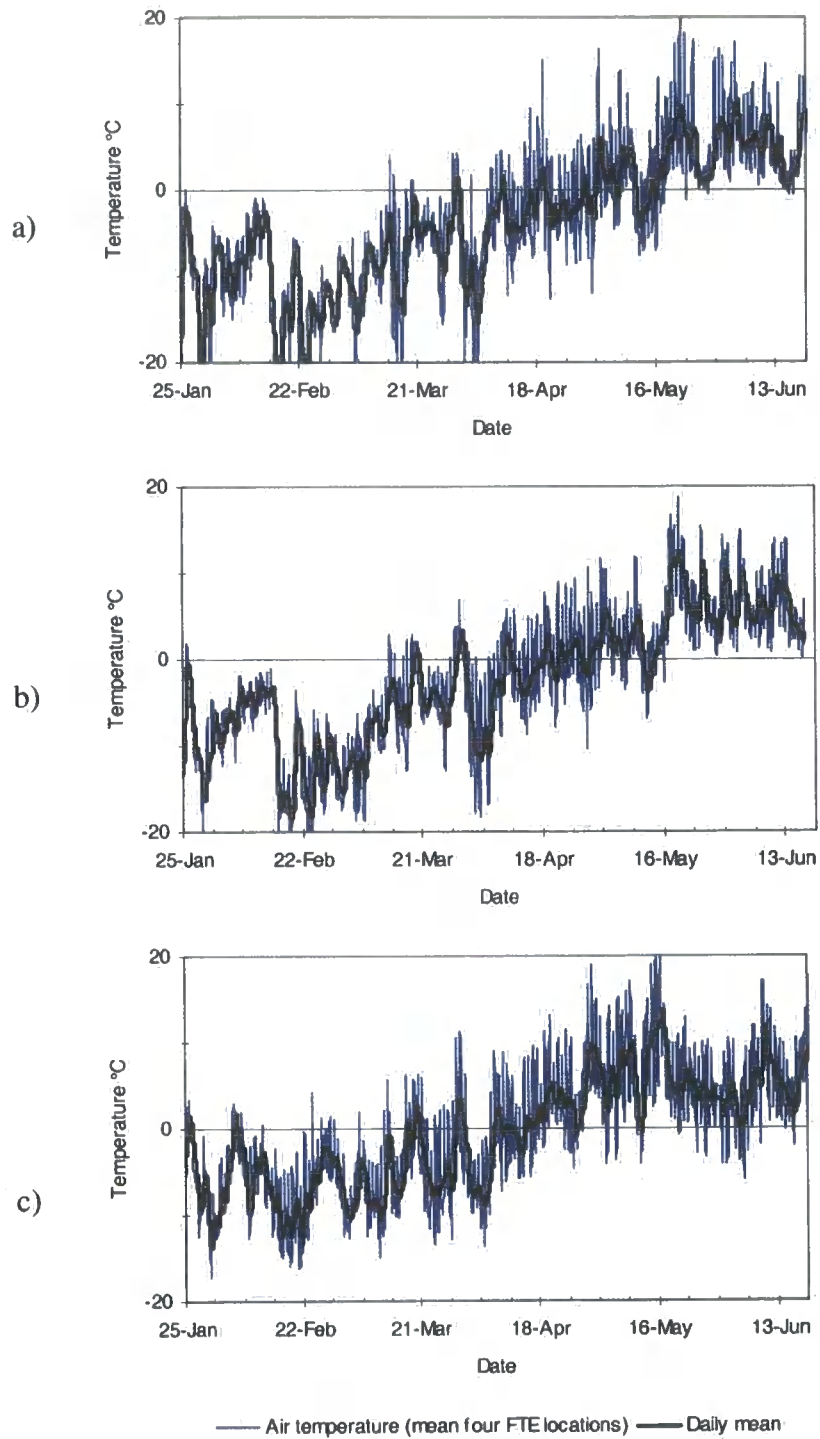 a)
20
0
-20
Temperature °C
25-Jan 22-Feb 21-Mar 18-Apr 16-May 13-Jun
Date
b)
20
0
-20
Temperature °C
25-Jan 22-Feb 21-Mar 18-Apr 16-May 13-Jun
Date
c)
20
0
-20
Temperature °C
25-Jan 22-Feb 21-Mar 18-Apr 16-May 13-Jun
Date
Air temperature (mean four FTE locations) Daily mean